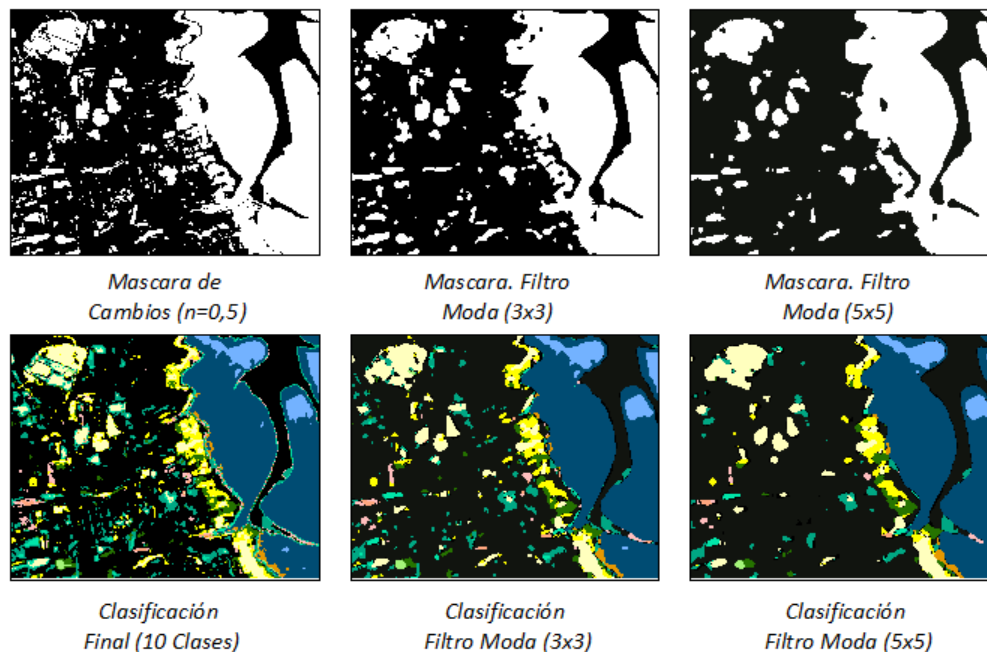 Mascara de
Cambios (n=0,5)
Mascara. Filtro
Moda (3x3)
Mascara. Filtro
Moda (5x5)
Clasificación
Final (10 Clases)
Clasificación
Filtro Moda (3x3)
Clasificación
Filtro Moda (5x5)